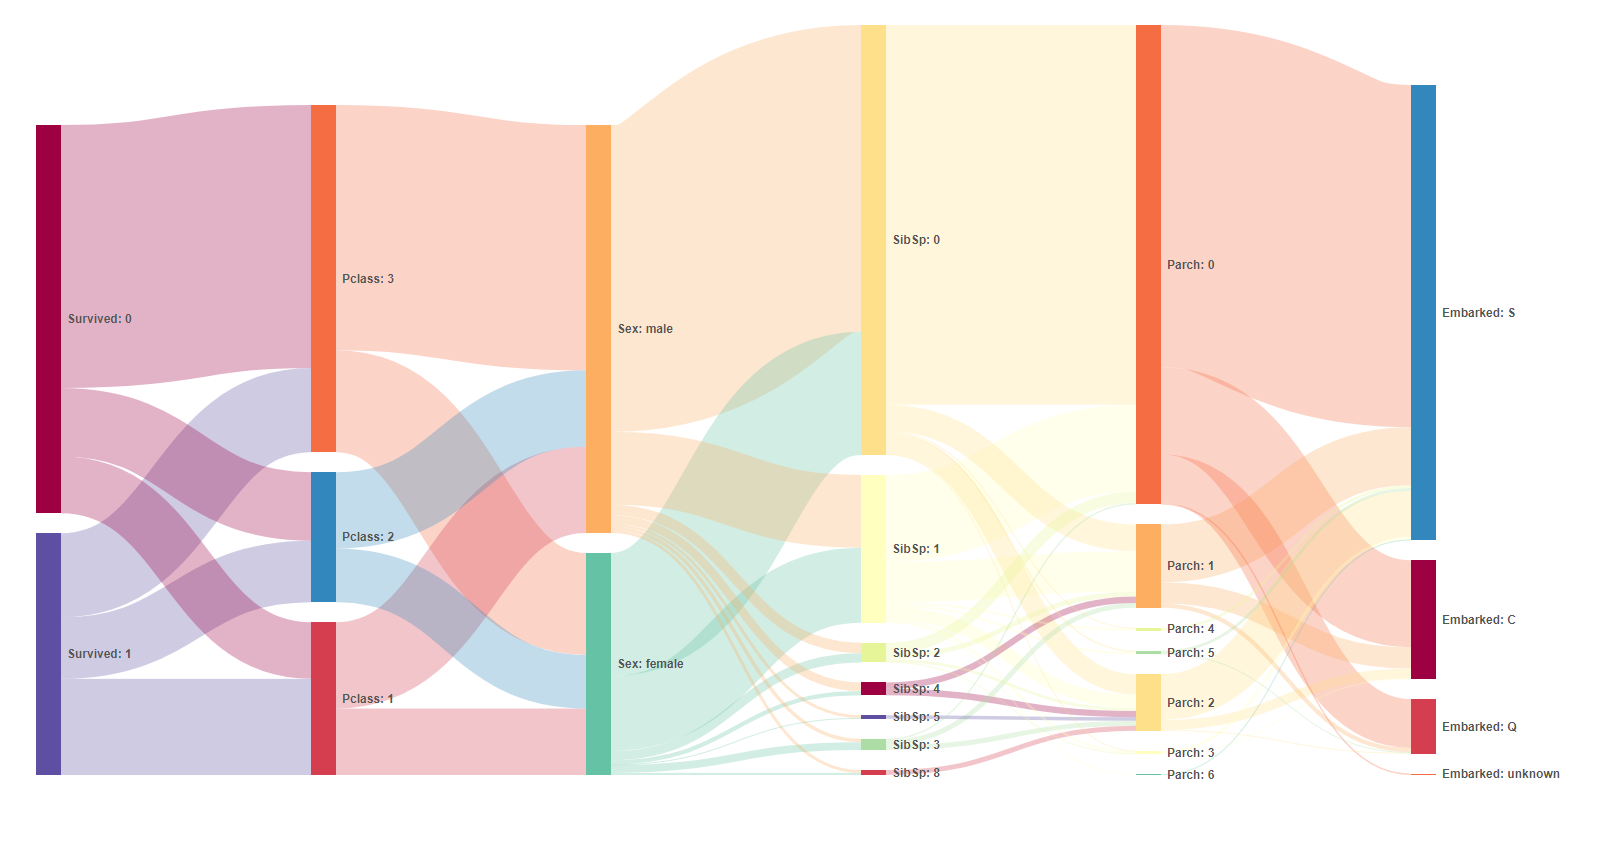 Survived: 0
Survived: 1
Pclass: 3
Pclass: 2
Pclass: 1
Sex: male
Sex: female
SibSp: 0
SibSp: 1
SibSp: 2
SibSp: 4
SibSp: 5
SibSp: 3
SibSp: 8
Parch: 0
Parch: 1
Parch: 4
Parch: 5
Parch: 2
Parch: 3
Parch: 6
Embarked: S
Embarked: C
Embarked: Q
Embarked: unknown